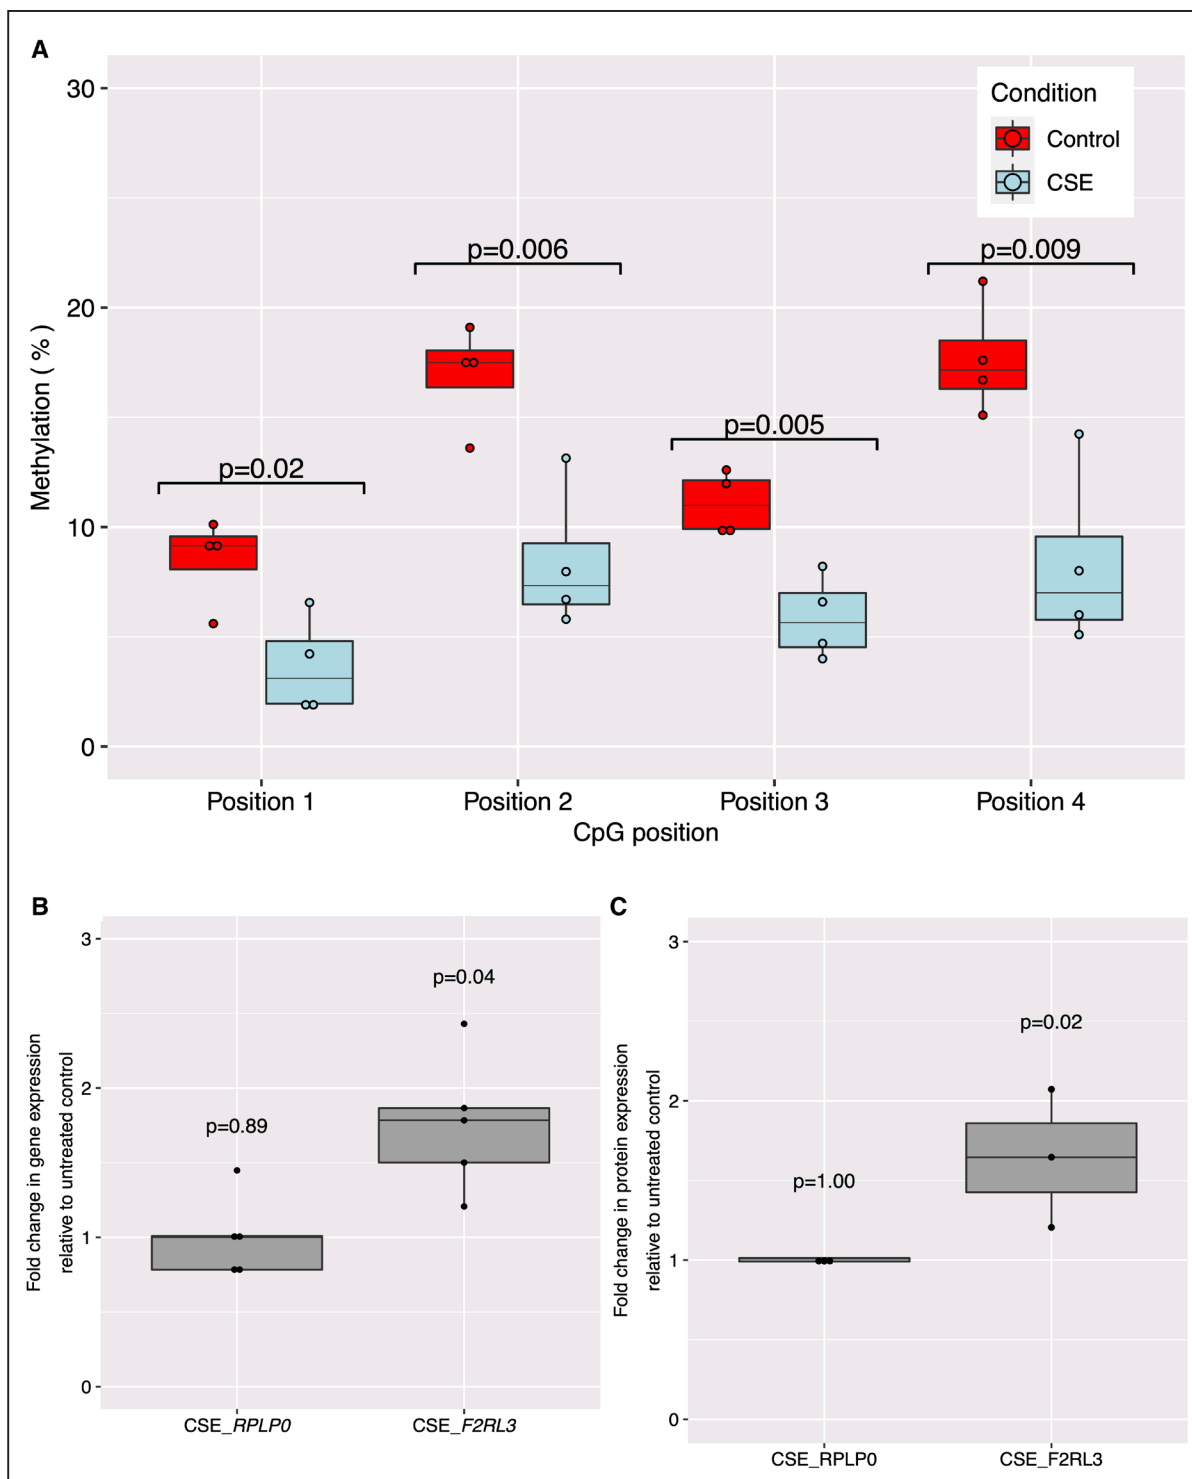 A
30
20
10
0
Methylation ( % )
Condition
Control
CSE
p=0.02
p=0.006
p=0.005
p=0.009
Position 1
Position 2
Position 3
Position 4
CpG position
B
3
2
1
0
Fold change in gene expression
relative to untreated control
p=0.89
p=0.04
CSE_RPLP0
CSE_F2RL3
C
3
2
1
0
Fold change in protein expression
relative to untreated control
p=1.00
p=0.02
CSE_RPLP0
CSE_F2RL3